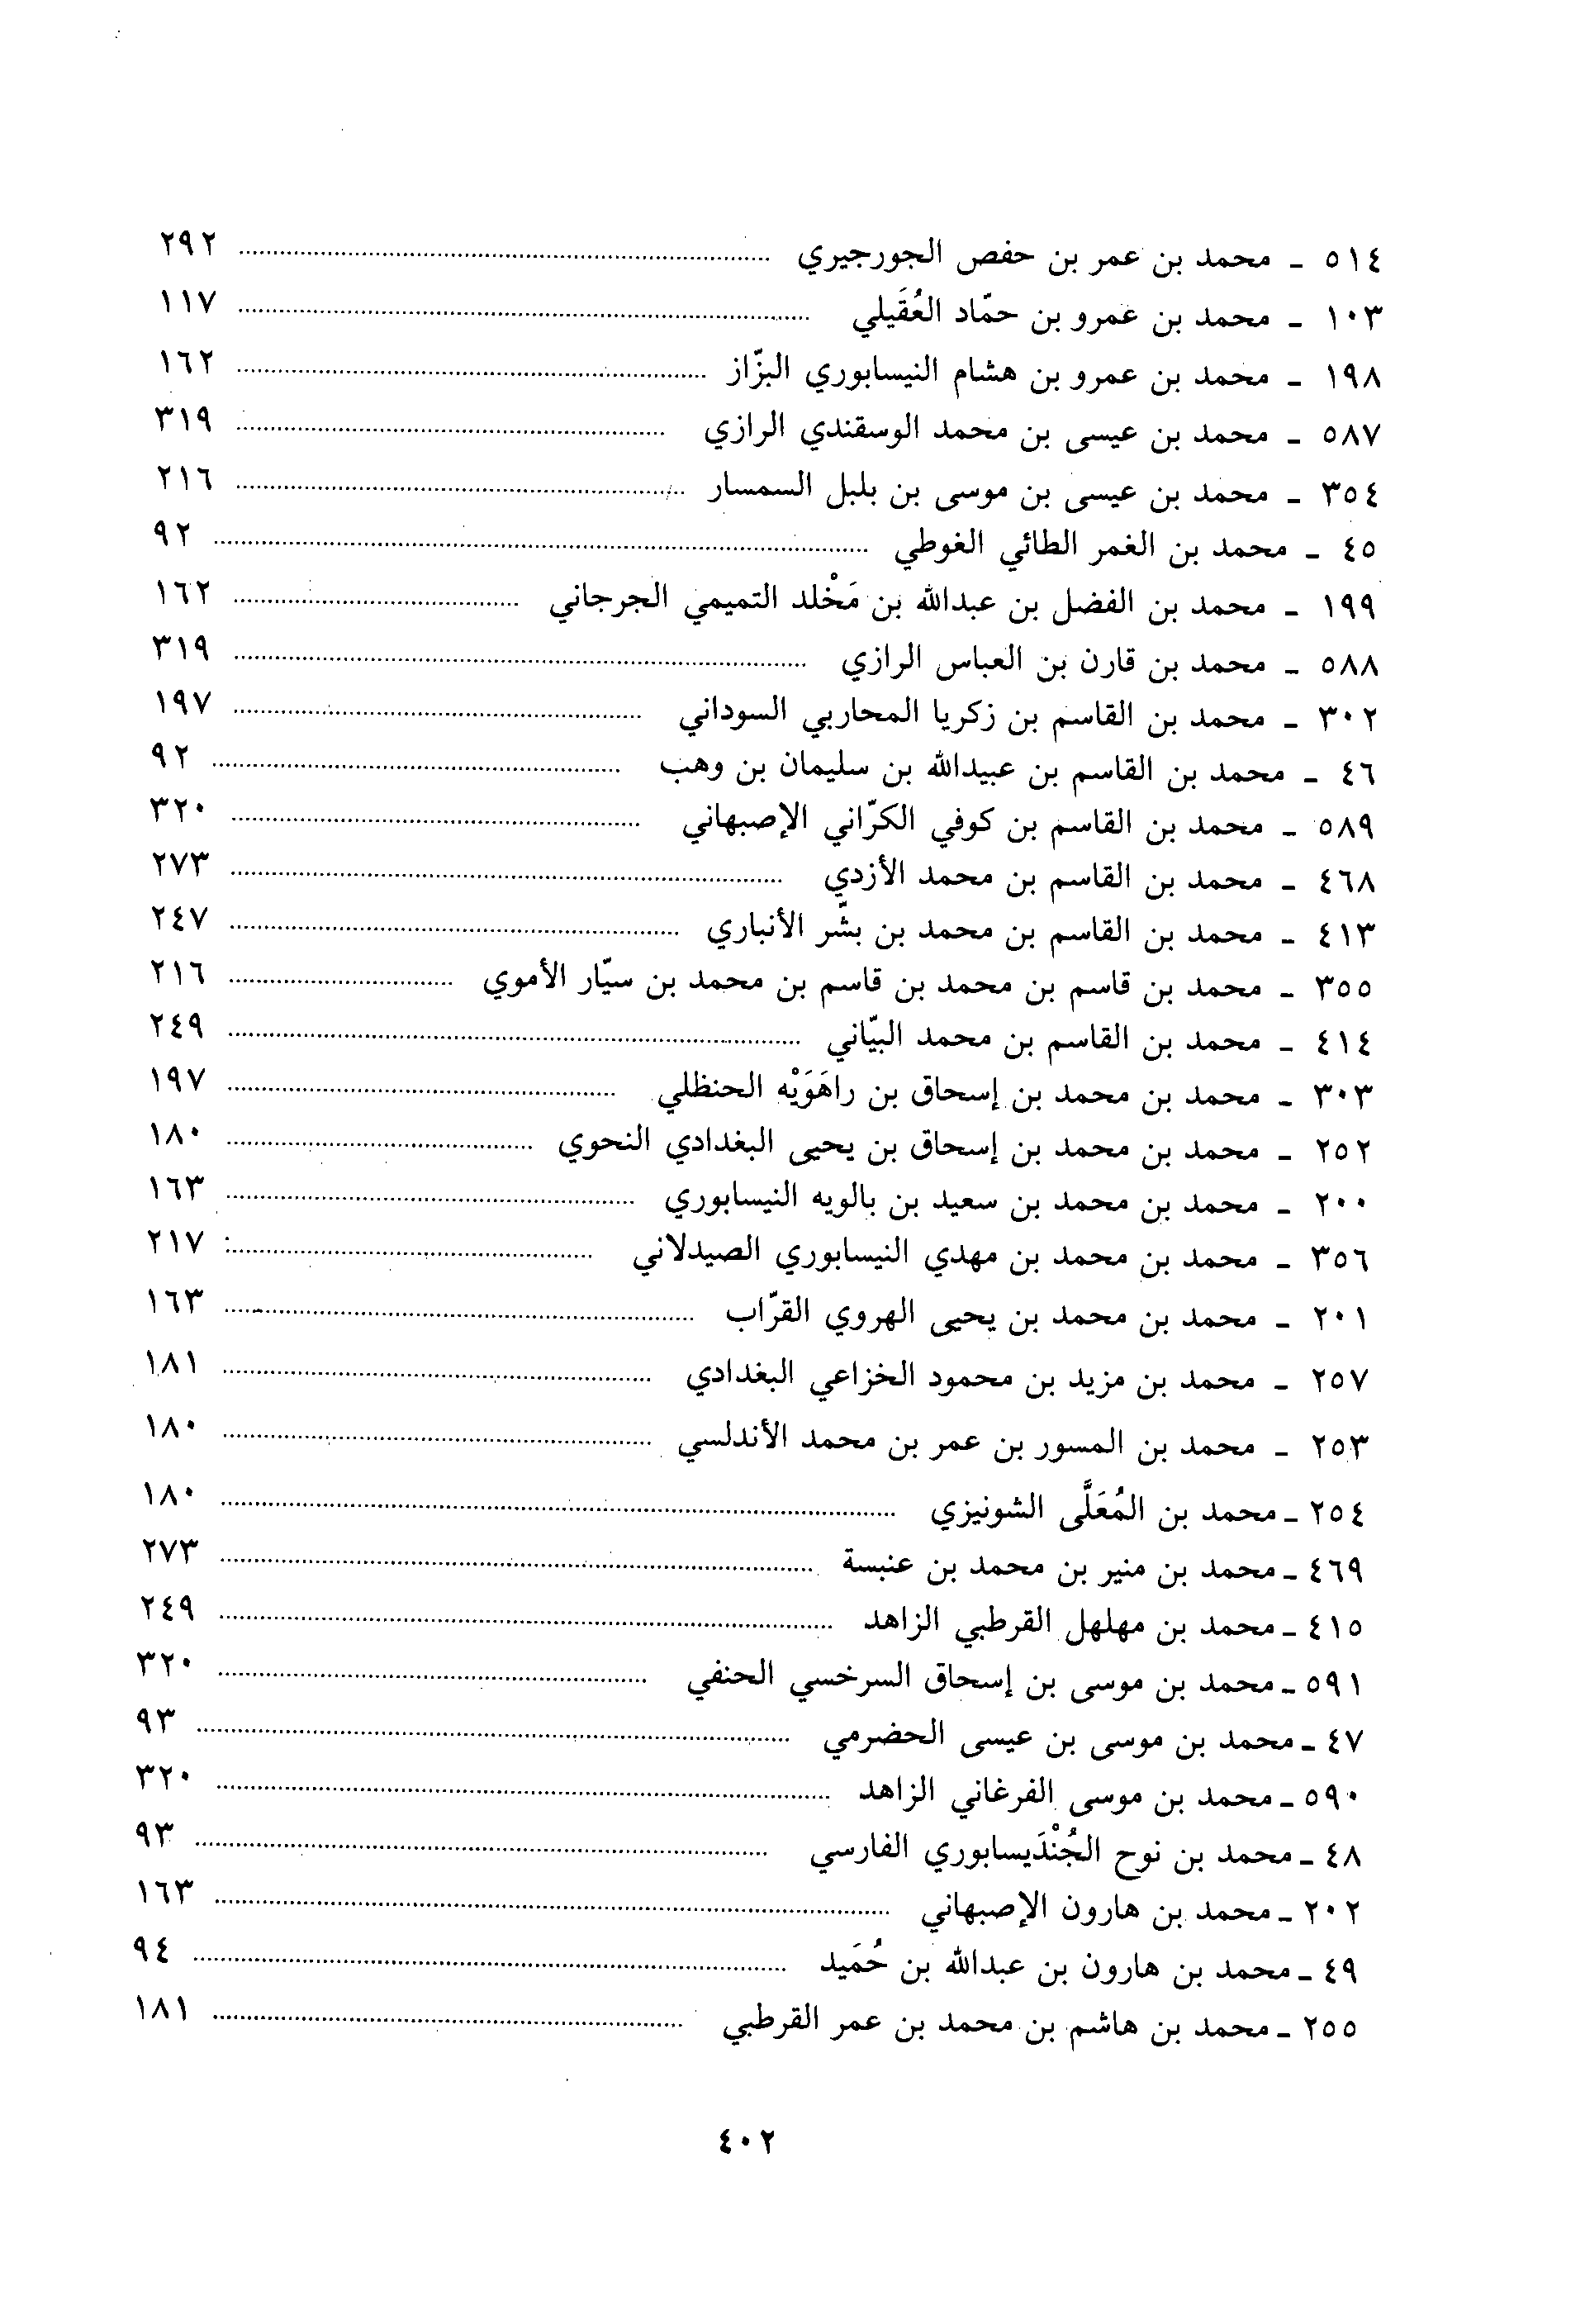 ٥١٤ ـ محمد بن عمر بن حفص الجورجيري ........ ٢٩٢
١٠٣ ـ محمد بن عمرو بن حمّاد العُقَيلي ........ ١١٧
١٩٨ ـ محمد بن عمرو بن هشام النيسابوري البزّاز ........ ١٦٢
٥٨٧ ـ محمد بن عيسى بن محمد الوسقندي الرازي ........ ٣١٩
٣٥٤ ـ محمد بن عيسى بن موسى بن بلبل السمسار ........ ٢١٦
٤٥ ـ محمد بن الغمر الطائي الغوطي ........ ٩٢
١٩٩ ـ محمد بن الفضل بن عبدالله بن مَخْلد التميمي الجرجاني ........ ١٦٢
٥٨٨ ـ محمد بن قارن بن العباس الرازي ........ ٣١٩
٣٠٢ ـ محمد بن القاسم بن زكريا المحاربي السوداني ........ ١٩٧
٤٦ ـ محمد بن القاسم بن عبيدالله بن سليمان بن وهب ........ ٩٢
٥٨٩ ـ محمد بن القاسم بن كوفي الكرّاني الإصبهاني ........ ٣٢٠
٤٦٨ ـ محمد بن القاسم بن محمد الأزدي ........ ٢٧٣
٤١٣ ـ محمد بن القاسم بن محمد بن بشّر الأنباري ........ ٢٤٧
٣٥٥ ـ محمد بن قاسم بن محمد بن قاسم بن محمد بن سيّار الأموي ........ ٢١٦
٤١٤ ـ محمد بن القاسم بن محمد البيّاني ........ ٢٤٩
٣٠٣ ـ محمد بن محمد بن إسحاق بن راهَوَيْه الحنظلي ........ ١٩٧
٢٥٢ ـ محمد بن محمد بن إسحاق بن يحيى البغدادي النحوي ........ ١٨٠
٢٠٠ ـ محمد بن محمد بن سعيد بن بالويه النيسابوري ........ ١٦٣
٣٥٦ ـ محمد بن محمد بن مهدي النيسابوري الصيدلاني ........ ٢١٧
٢٠١ ـ محمد بن محمد بن يحيى الهروي القرّاب ........ ١٦٣
٢٥٧ ـ محمد بن مزيد بن محمود الخزاعي البغدادي ........ ١٨١
٢٥٣ ـ محمد بن المسور بن عمر بن محمد الأندلسي ........ ١٨٠
٢٥٤ ـ محمد بن المُعَلَّى الشونيزي ........ ١٨٠
٤٦٩ ـ محمد بن منير بن محمد بن عنبسة ........ ٢٧٣
٤١٥ ـ محمد بن مهلهل القرطبي الزاهد ........ ٢٤٩
٥٩١ ـ محمد بن موسى بن إسحاق السرخسي الحنفي ........ ٣٢٠
٤٧ ـ محمد بن موسى بن عيسى الحضرمي ........ ٩٣
٥٩٠ ـ محمد بن موسى الفرغاني الزاهد ........ ٣٢٠
٤٨ ـ محمد بن نوح الجُنْدَيسابوري الفارسي ........ ٩٣
٢٠٢ ـ محمد بن هارون الإصبهاني ........ ١٦٣
٤٩ ـ محمد بن هارون بن عبدالله بن حُمَيد ........ ٩٤
٢٥٥ ـ محمد بن هاشم بن محمد بن عمر القرطبي ........ ١٨١
٤٠٢